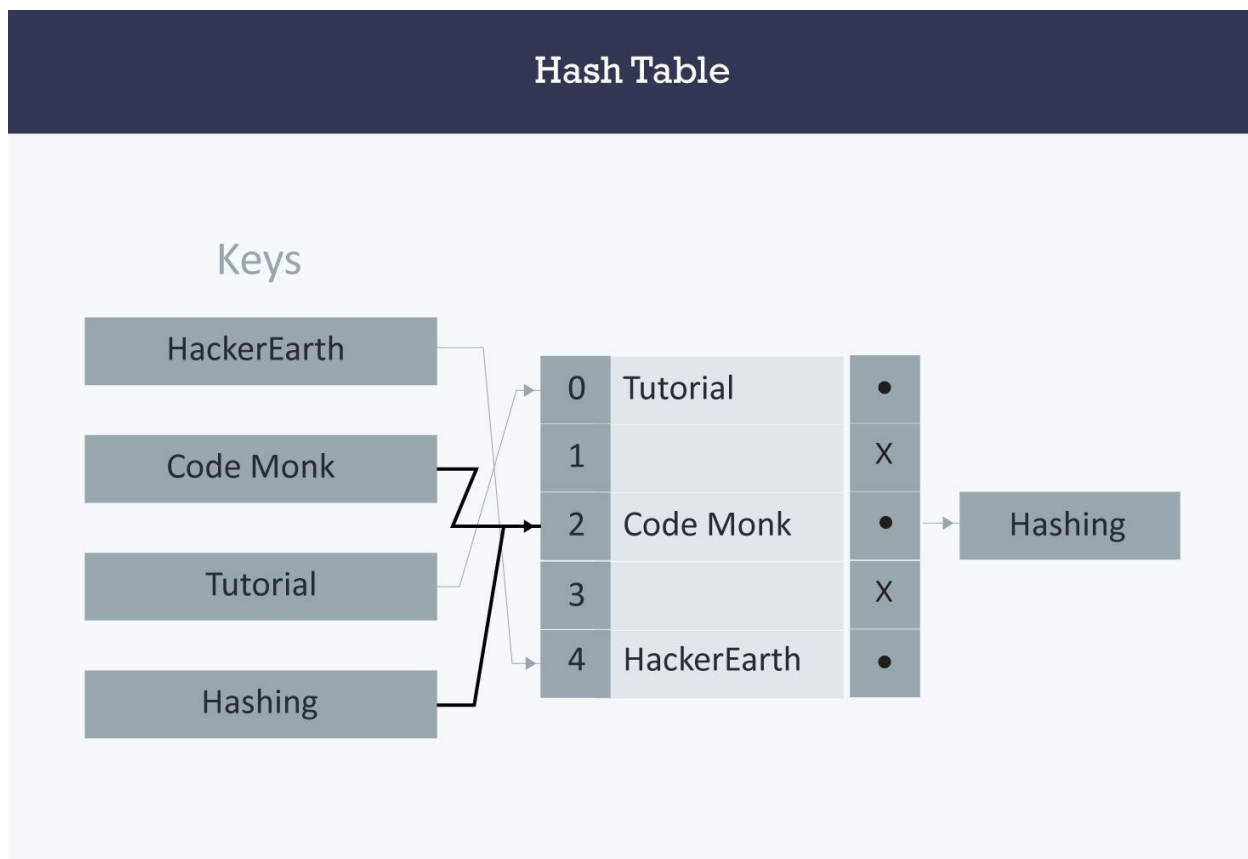 Hash Table
Keys
HackerEarth
Code Monk
Tutorial
Hashing
0 Tutorial •
1 X
2 Code Monk •
3 X
4 HackerEarth •
Hashing